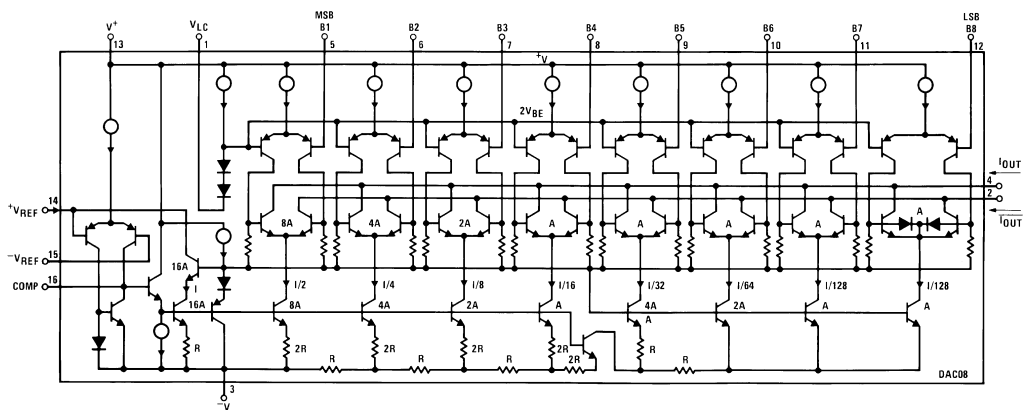 V+ VLC MSB B1 B2 B3 B4 B5 B6 B7 LSB B8
13 1 5 6 7 8 9 10 11 12
+V
2VBE
IOUT
4
14 2
+VREF 8A 4A 2A A A A A A IOUT
−VREF 15
16A
COMP 16 I I/2 I/4 I/8 I/16 I/32 I/64 I/128 I/128
16A 8A 4A 2A A 4A 2A A A
A
R 2R 2R 2R 2R R
R R R 2R R
3
−V
DAC08